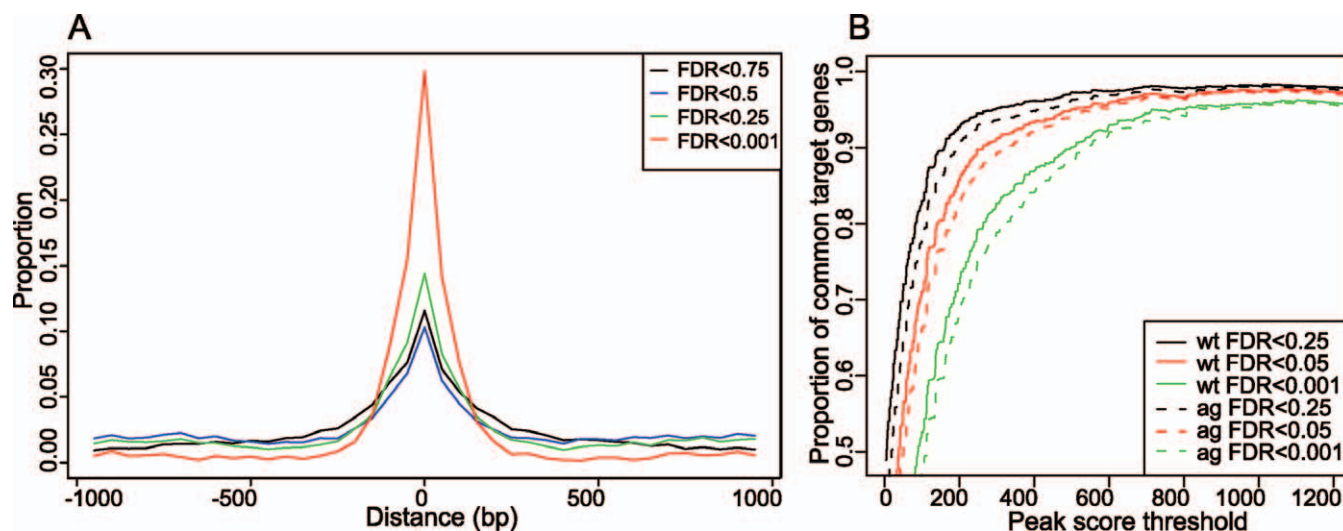 A
Proportion
0.30
0.25
0.20
0.15
0.10
0.05
0.00
-1000
-500
0
500
1000
Distance (bp)
FDR<0.75
FDR<0.5
FDR<0.25
FDR<0.001
B
Proportion of common target genes
1.0
0.9
0.8
0.7
0.6
0.5
0
200
400
600
800
1000
1200
Peak score threshold
wt FDR<0.25
wt FDR<0.05
wt FDR<0.001
ag FDR<0.25
ag FDR<0.05
ag FDR<0.001